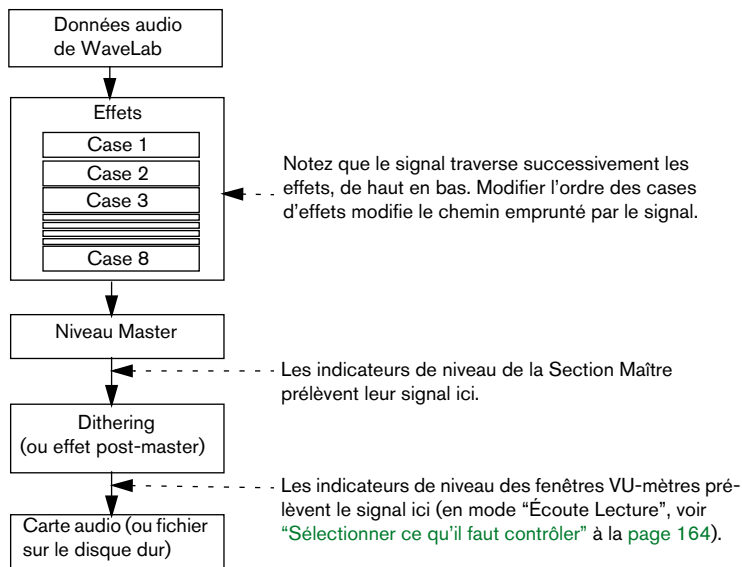 Données audio
de WaveLab
Effets
Case 1
Case 2
Case 3
Case 8
Notez que le signal traverse successivement les
effets, de haut en bas. Modifier l’ordre des cases
d’effets modifie le chemin emprunté par le signal.
Niveau Master
Les indicateurs de niveau de la Section Maître
prélèvent leur signal ici.
Dithering
(ou effet post-master)
Les indicateurs de niveau des fenêtres VU-mètres pré-
lèvent le signal ici (en mode “Écoute Lecture”, voir
“Sélectionner ce qu’il faut contrôler” à la page 164).
Carte audio (ou fichier
sur le disque dur)